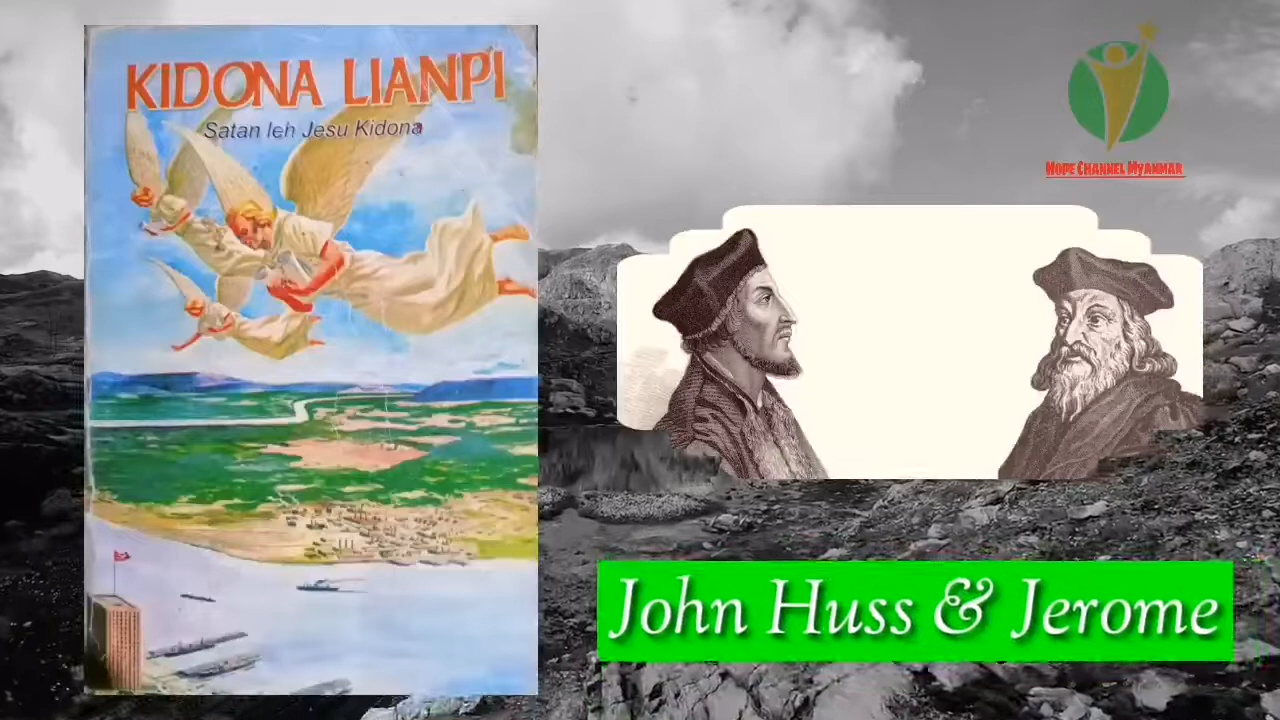 KIDONA LIANPI
Satan leh Jesu Kidona
HOPE CHANNEL MYANMAR
John Huss & Jerome